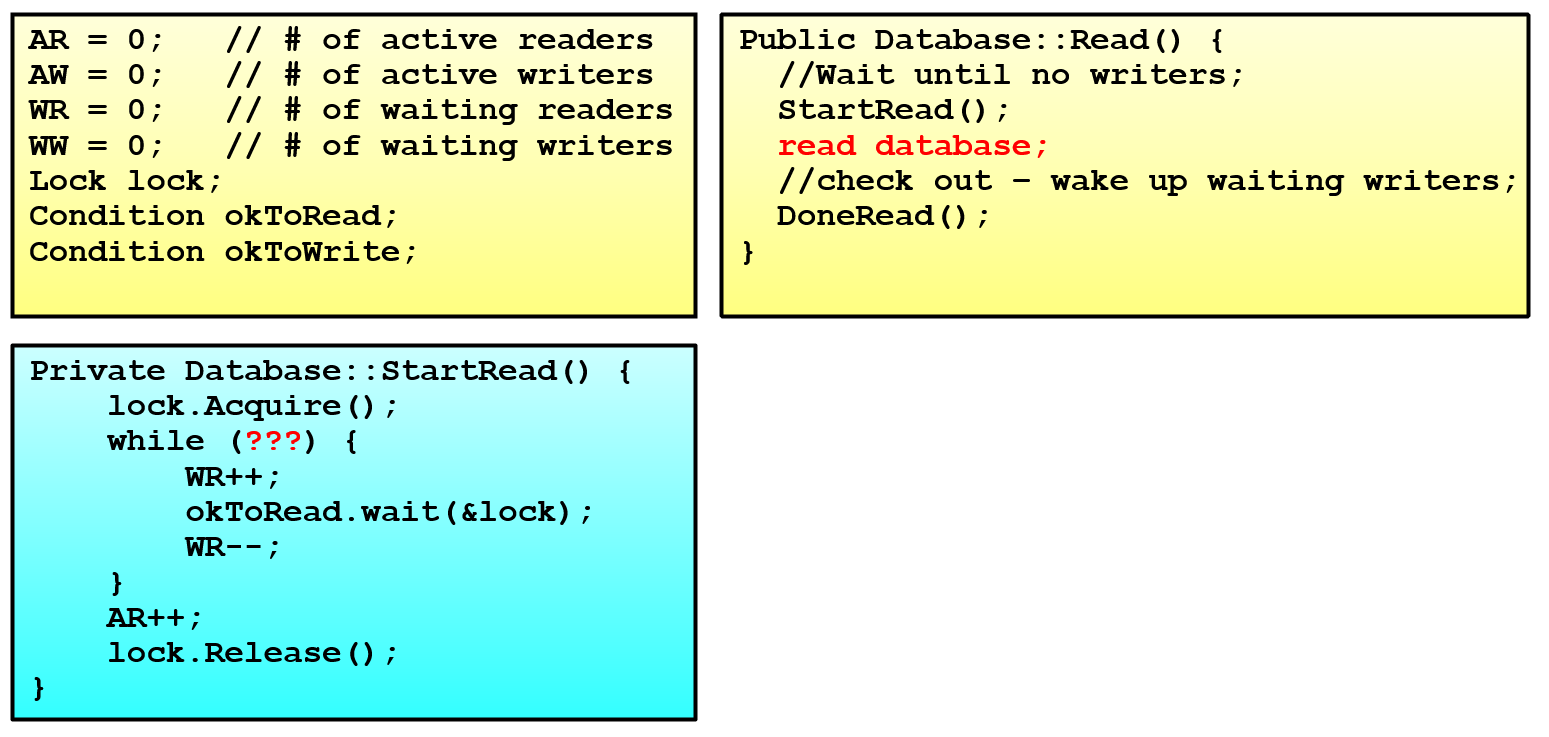 AR = 0;   // # of active readers
AW = 0;   // # of active writers
WR = 0;   // # of waiting readers
WW = 0;   // # of waiting writers
Lock lock;
Condition okToRead;
Condition okToWrite;
Public Database::Read() {
  //Wait until no writers;
  StartRead();
  read database;
  //check out – wake up waiting writers;
  DoneRead();
}
Private Database::StartRead() {
    lock.Acquire();
    while (???) {
        WR++;
        okToRead.wait(&lock);
        WR--;
    }
    AR++;
    lock.Release();
}